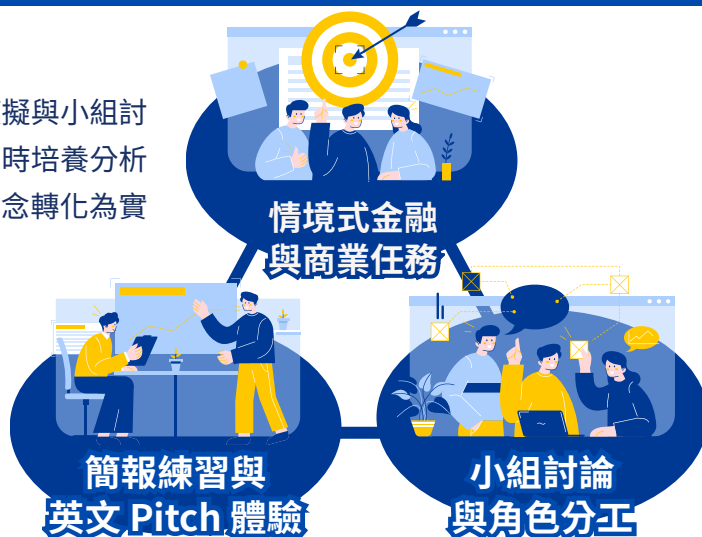 擬與小組討
時培養分析
念轉化為實
情境式金融
與商業任務
簡報練習與
英文 Pitch 體驗
小組討論
與角色分工